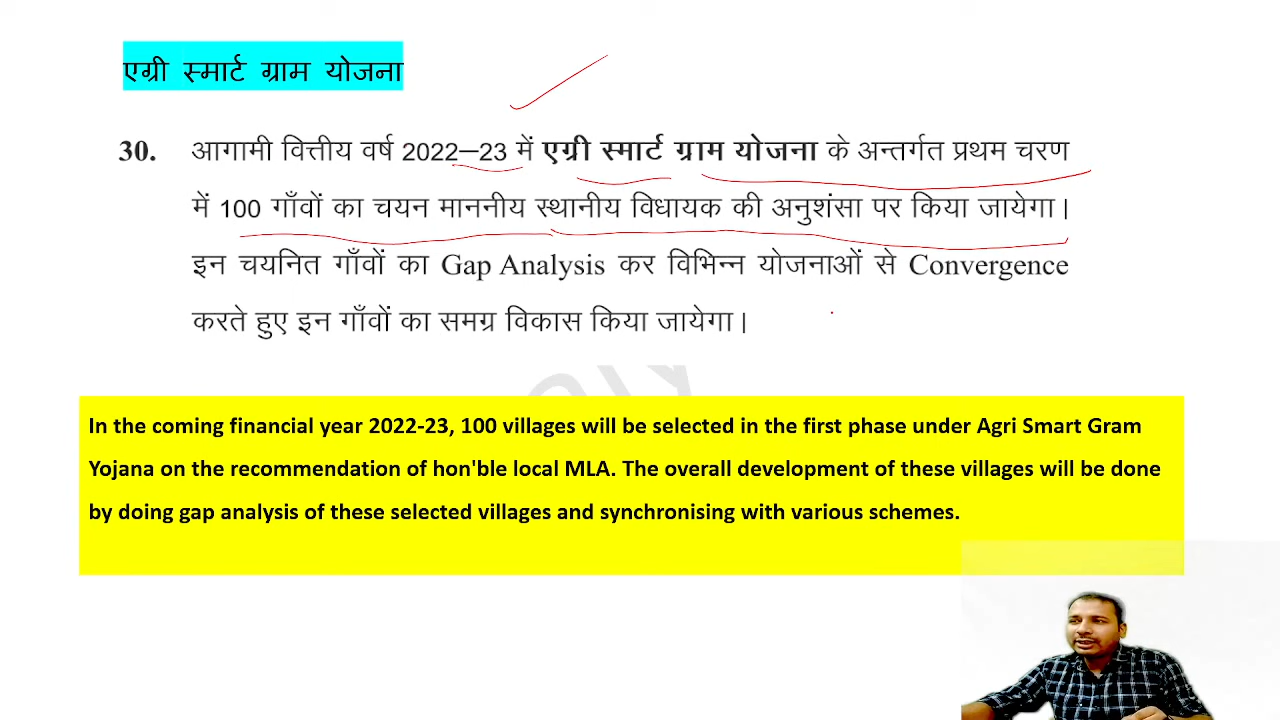 एग्री स्मार्ट ग्राम योजना
30. आगामी वित्तीय वर्ष 2022–23 में एग्री स्मार्ट ग्राम योजना के अन्तर्गत प्रथम चरण
में 100 गाँवों का चयन माननीय स्थानीय विधायक की अनुशंसा पर किया जायेगा।
इन चयनित गाँवों का Gap Analysis कर विभिन्न योजनाओं से Convergence
करते हुए इन गाँवों का समग्र विकास किया जायेगा।
In the coming financial year 2022-23, 100 villages will be selected in the first phase under Agri Smart Gram
Yojana on the recommendation of hon'ble local MLA. The overall development of these villages will be done
by doing gap analysis of these selected villages and synchronising with various schemes.